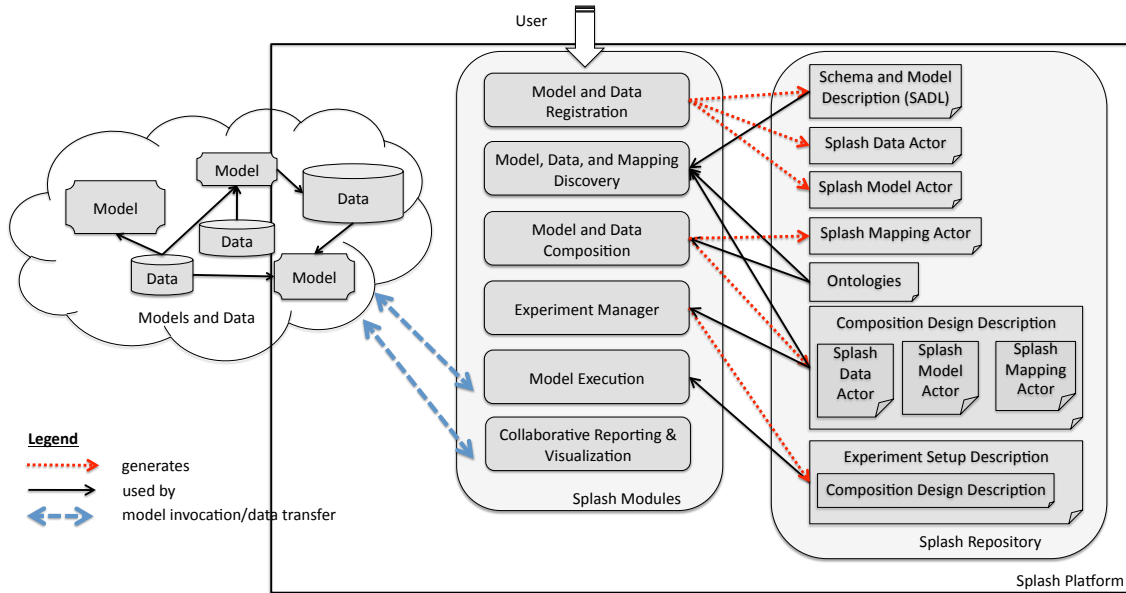 User
Model and Data
Registration
Model, Data, and Mapping
Discovery
Model and Data
Composition
Experiment Manager
Model Execution
Collaborative Reporting &
Visualization
Splash Modules
Schema and Model
Description (SADL)
Splash Data Actor
Splash Model Actor
Splash Mapping Actor
Ontologies
Composition Design Description
Splash
Data
Actor
Splash
Model
Actor
Splash
Mapping
Actor
Experiment Setup Description
Composition Design Description
Splash Repository
Splash Platform
Model
Model
Data
Data
Data
Model
Models and Data
Legend
generates
used by
model invocation/data transfer